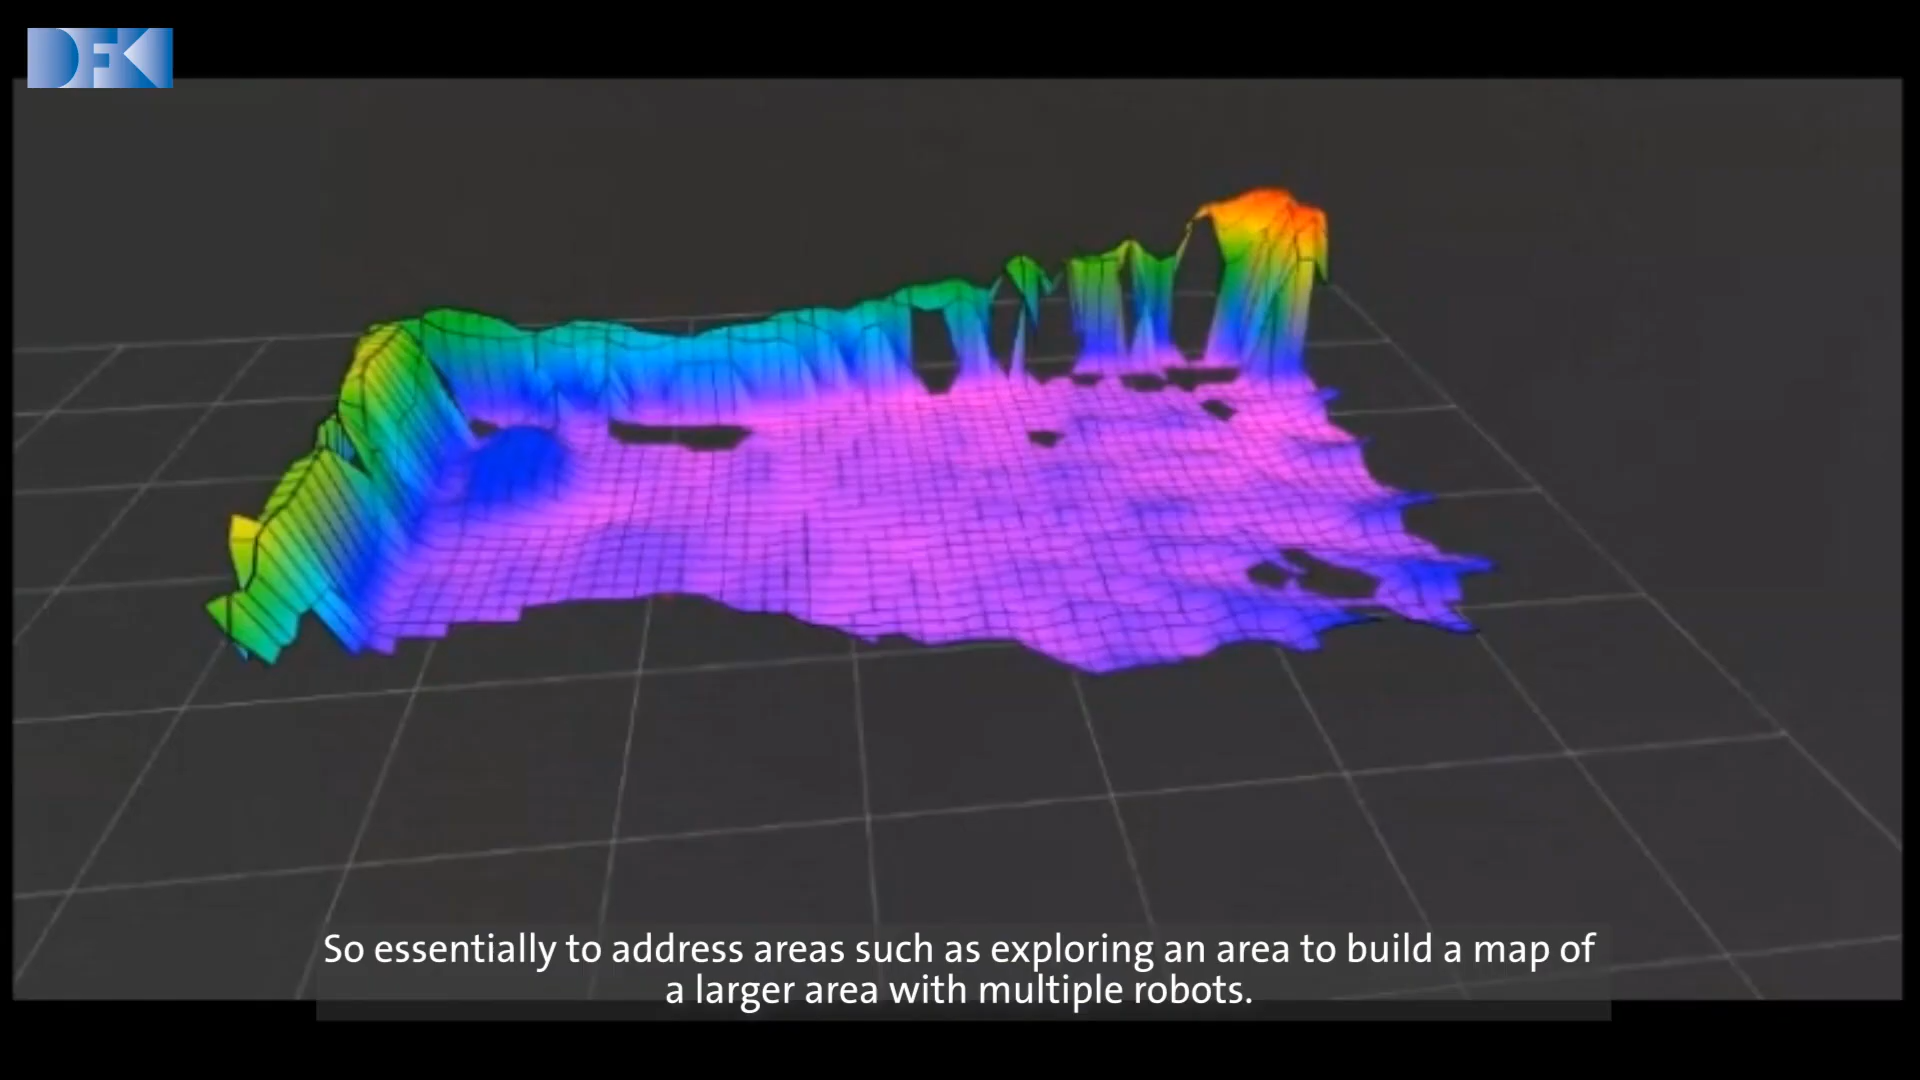 DFK
So essentially to address areas such as exploring an area to build a map of
a larger area with multiple robots.